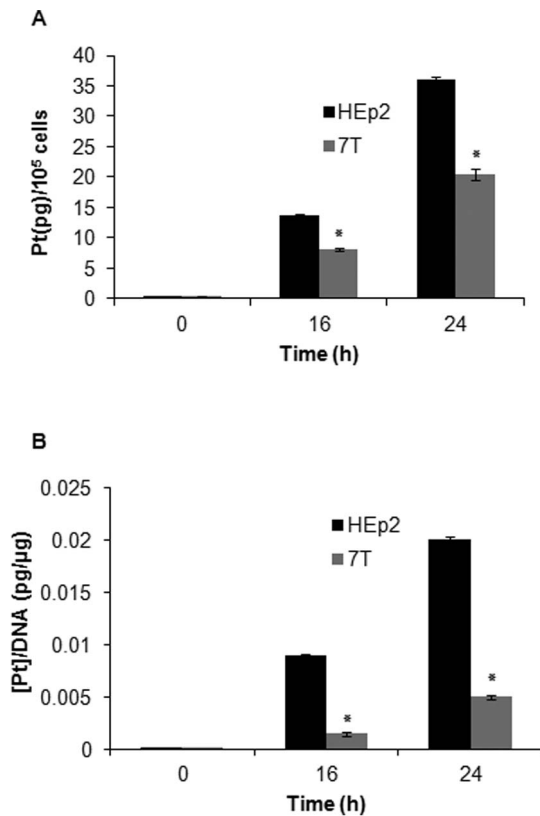 A
40
35
30
25
20
15
10
5
0
Pt(pg)/10⁵ cells
HEp2
7T
*
*
0 16 24
Time (h)
B
0.025
0.02
0.015
0.01
0.005
0
[Pt]/DNA (pg/µg)
HEp2
7T
*
*
0 16 24
Time (h)